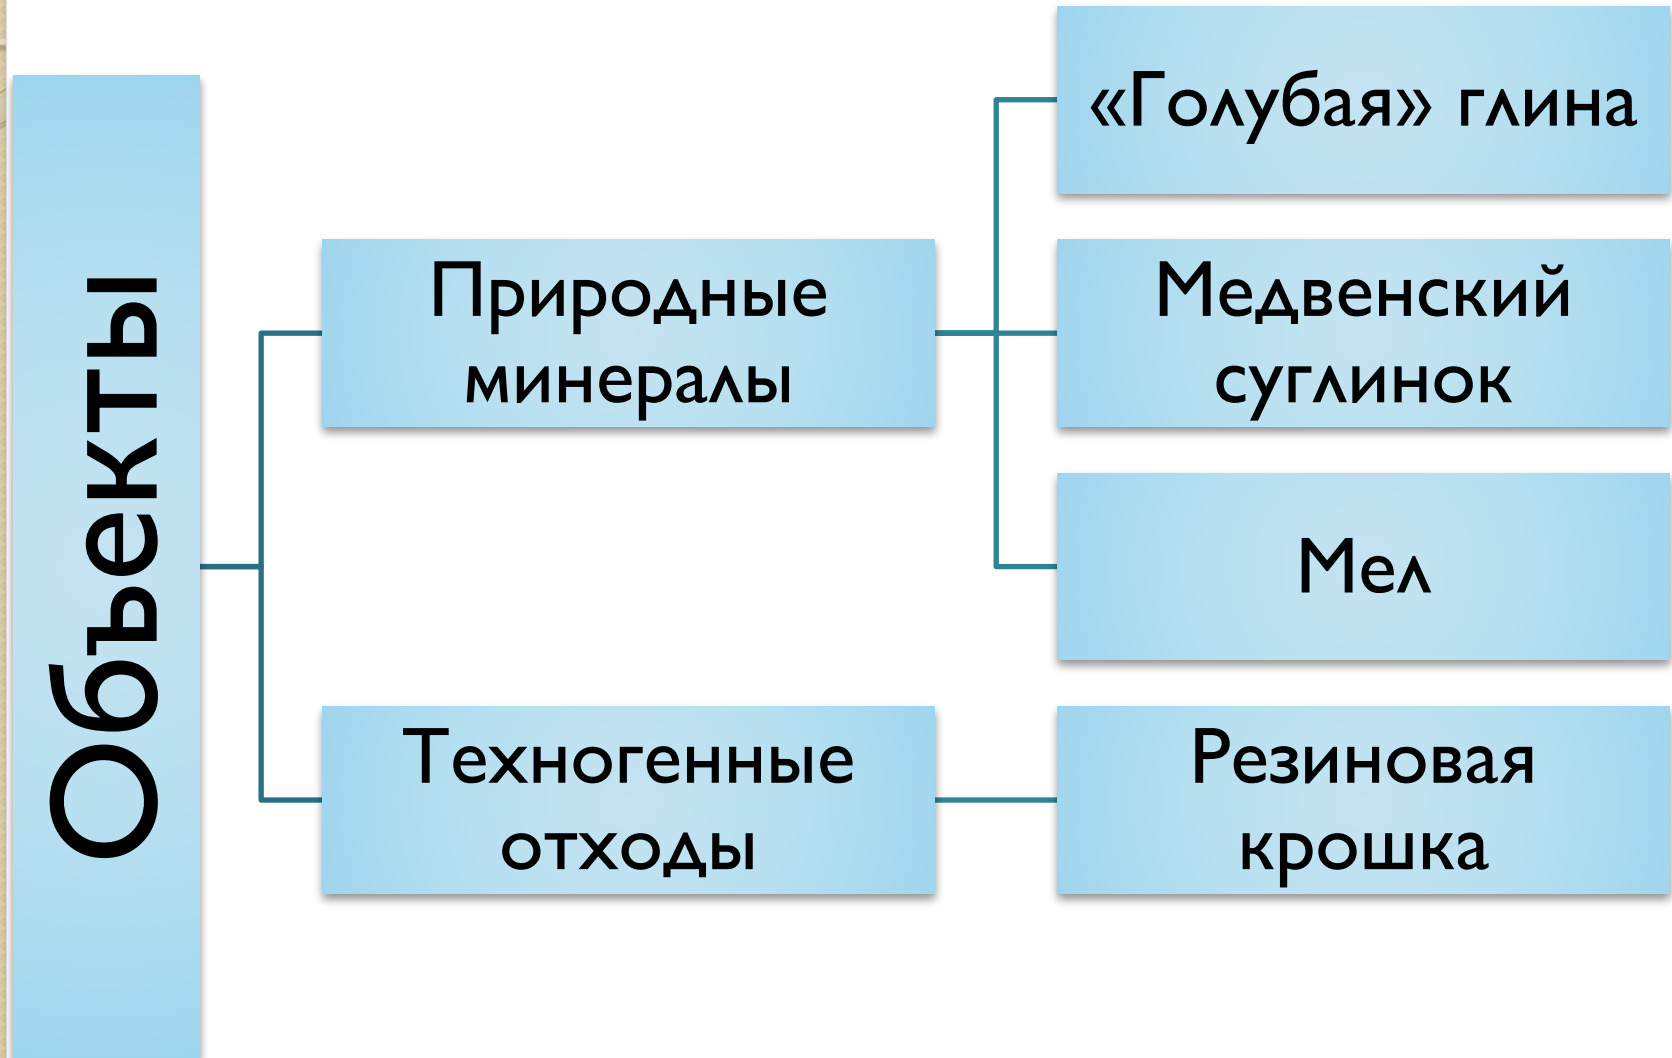 Объекты
Природные
минералы
«Голубая» глина
Медвенский
суглинок
Мел
Техногенные
отходы
Резиновая
крошка